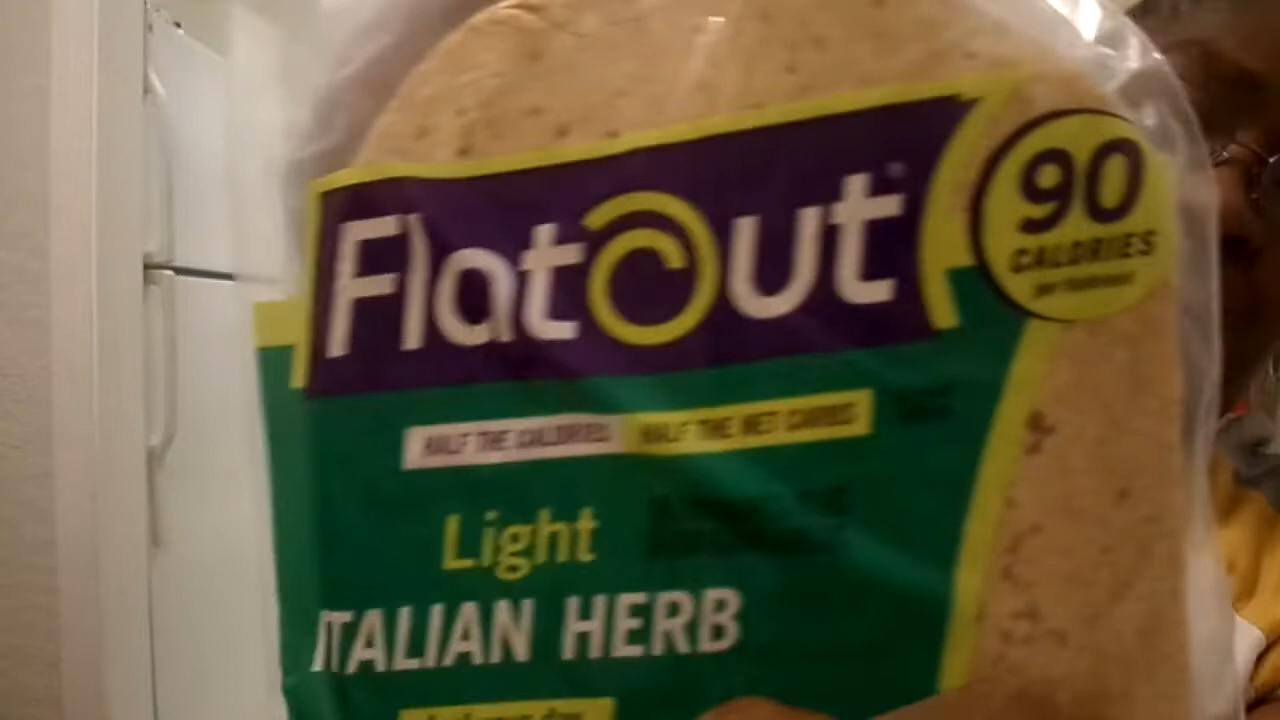 FlatOut
90
CALORIES
HALF THE CALORIES HALF THE NET CARBS
Light
ITALIAN HERB